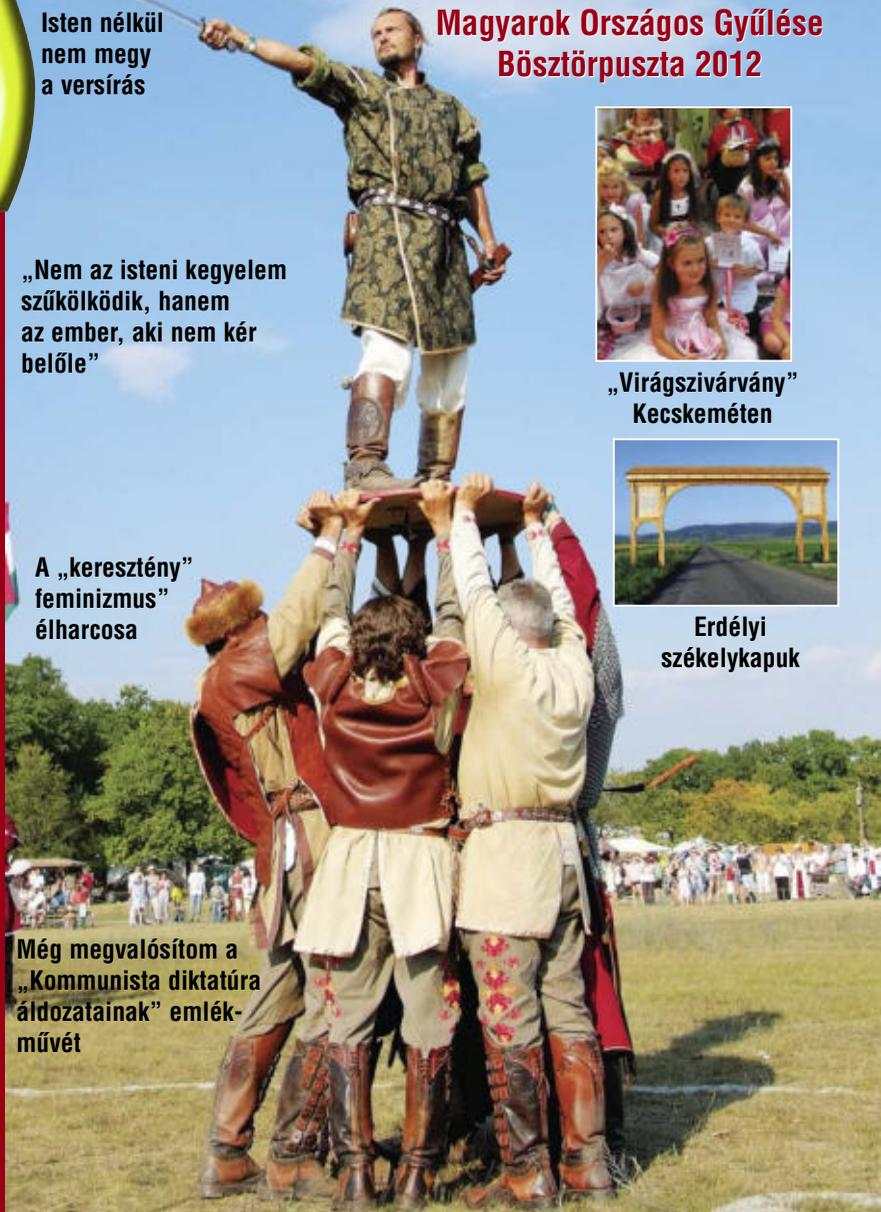 Isten nélkül
nem megy
a versírás
Magyarok Országos Gyűlése
Bösztörpuszta 2012
„Nem az isteni kegyelem
szűkölködik, hanem
az ember, aki nem kér
belőle”
„Virágszivárvány”
Kecskeméten
A „keresztény”
feminizmus”
élharcosa
Erdélyi
székelykapuk
Még megvalósítom a
„Kommunista diktatúra
áldozatainak” emlék-
művét